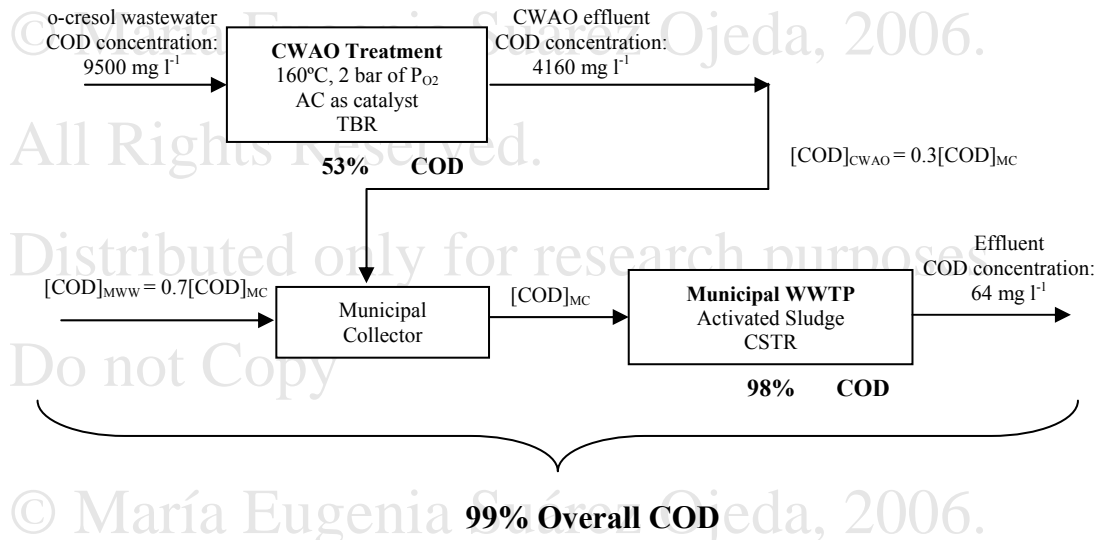 © María Eugenia Suárez Ojeda, 2006.
o-cresol wastewater
COD concentration:
9500 mg l-1
CWAO Treatment
160ºC, 2 bar of PO2
AC as catalyst
TBR
CWAO effluent
COD concentration:
4160 mg l-1
All Rights Reserved.
53% COD
[COD]CWAO = 0.3[COD]MC
Distributed only for research purposes
[COD]MWW = 0.7[COD]MC
Municipal
Collector
[COD]MC
Municipal WWTP
Activated Sludge
CSTR
Effluent
COD concentration:
64 mg l-1
Do not Copy
98% COD
© María Eugenia Suárez Ojeda, 2006.
99% Overall COD